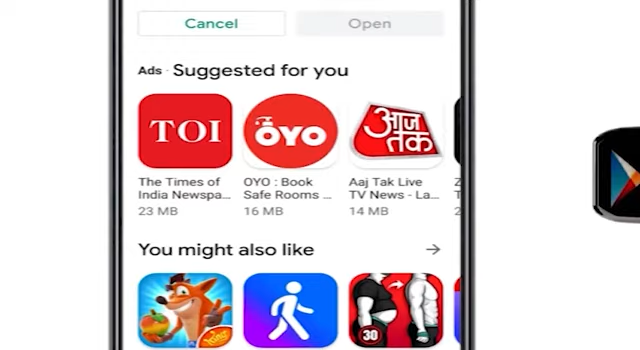 Cancel
Open
Ads · Suggested for you
TOI
OYO
आज
तक
The Times of
India Newspa...
23 MB
OYO : Book
Safe Rooms ...
16 MB
Aaj Tak Live
TV News - La...
14 MB
You might also like
→
King
30